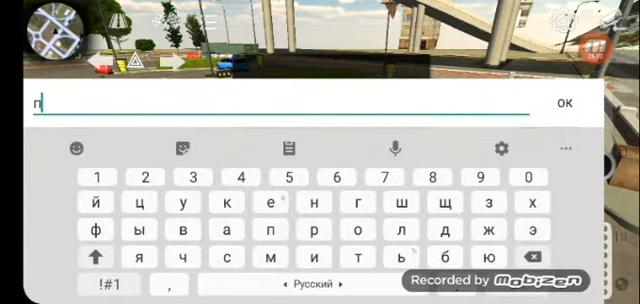 п
ОК
1 2 3 4 5 6 7 8 9 0
й ц у к е н г ш щ з х
ф ы в а п р о л д ж э
я ч с м и т ь б ю
!#1 , Русский
Recorded by MOBIZEN